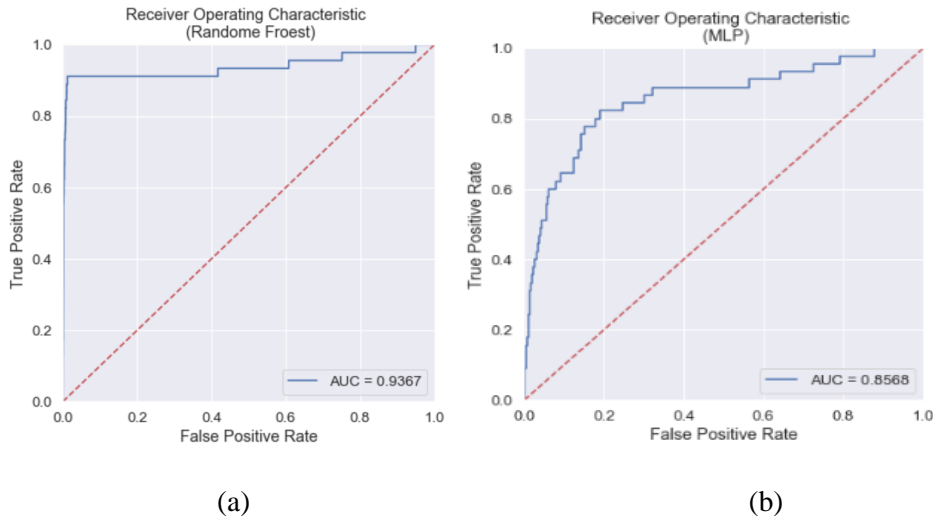 Receiver Operating Characteristic
(Randome Froest)
True Positive Rate
1.0
0.8
0.6
0.4
0.2
0.0
AUC = 0.9367
0.0 0.2 0.4 0.6 0.8 1.0
False Positive Rate
(a)
Receiver Operating Characteristic
(MLP)
True Positive Rate
1.0
0.8
0.6
0.4
0.2
0.0
AUC = 0.8568
0.0 0.2 0.4 0.6 0.8 1.0
False Positive Rate
(b)